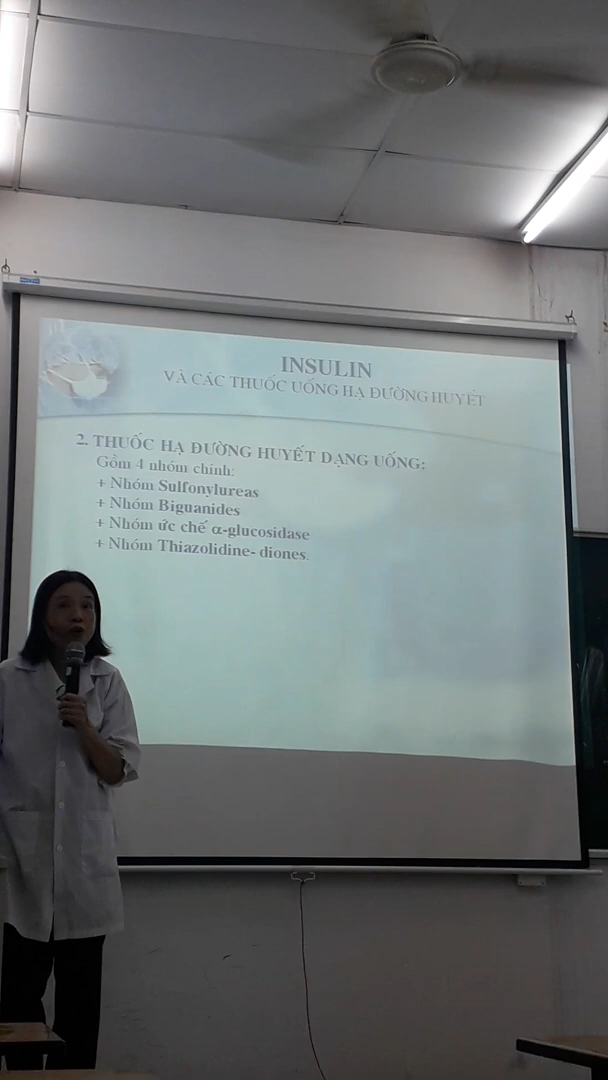 INSULIN
VÀ CÁC THUỐC UỐNG HẠ ĐƯỜNG HUYẾT
2. THUỐC HẠ ĐƯỜNG HUYẾT DẠNG UỐNG:
Gồm 4 nhóm chính:
+ Nhóm Sulfonylureas
+ Nhóm Biguanides
+ Nhóm ức chế α-glucosidase
+ Nhóm Thiazolidine- diones.